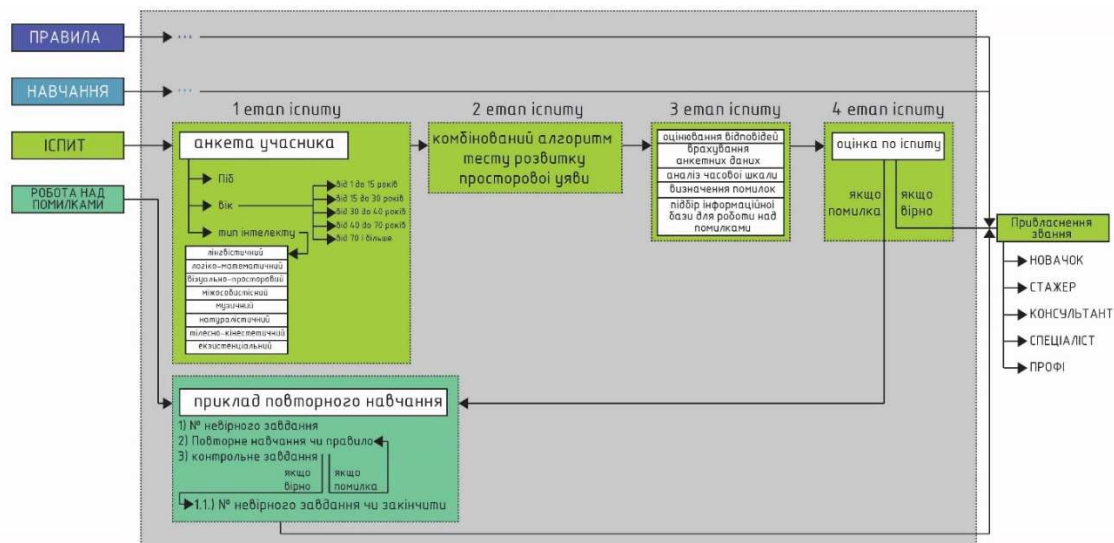 ПРАВИЛА
...
НАВЧАННЯ
...
1 етап іспиту
2 етап іспиту
3 етап іспиту
4 етап іспиту
ІСПИТ
анкета учасника
Піб
вік
від 1 до 15 років
від 15 до 30 років
від 30 до 40 років
від 40 до 70 років
від 70 і більше
тип інтелекту
лінгвістичний
логіко-математичний
візуально-просторовий
міжособистісний
музичний
натуралістичний
тілесно-кінестетичний
екзистенціальний
комбінований алгоритм
тесту розвитку
просторової уяви
оцінювання відповідей
врахування
анкетних даних
аналіз часової шкали
визначення помилок
підбір інформаційної
бази для роботи над
помилками
оцінка по іспиту
якщо
помилка
якщо
вірно
Привласнення
звання
НОВАЧОК
СТАЖЕР
КОНСУЛЬТАНТ
СПЕЦІАЛІСТ
ПРОФІ
РОБОТА НАД
ПОМИЛКАМИ
приклад повторного навчання
1) № невірного завдання
2) Повторне навчання чи правило
3) контрольне завдання
якщо
вірно
якщо
помилка
1.1.) № невірного завдання чи закінчити